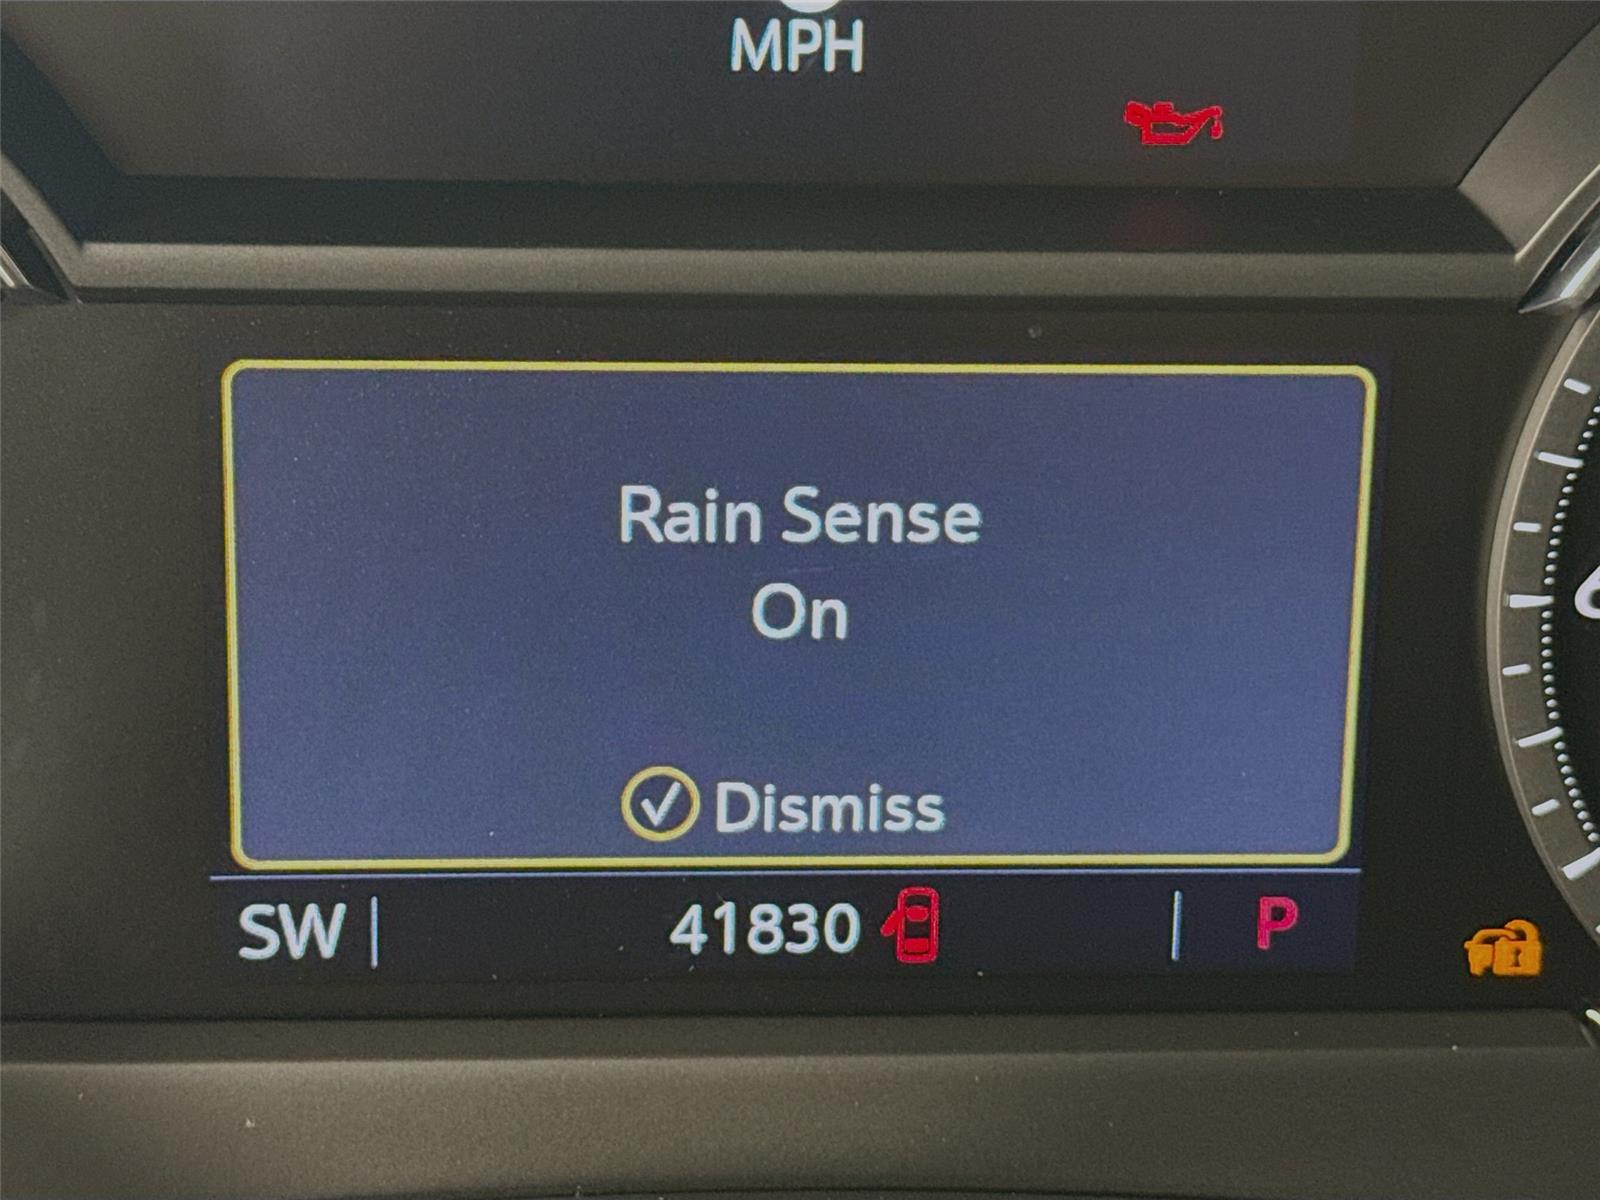 MPH
Rain Sense
On
Dismiss
SW
41830
P